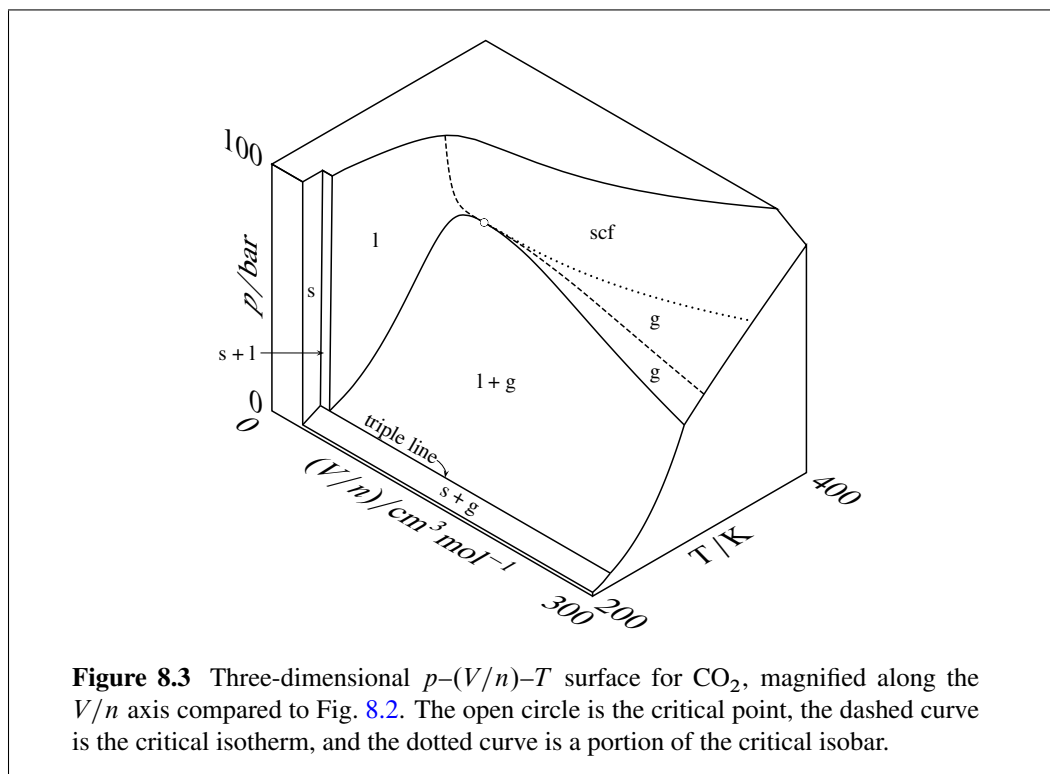 100
p/bar
0
0
l
scf
s
g
s + l
g
l + g
triple line
s + g
(V/n)/cm³ mol⁻¹
300
200
T/K
400
Figure 8.3 Three-dimensional p–(V/n)–T surface for CO₂, magnified along the
V/n axis compared to Fig. 8.2. The open circle is the critical point, the dashed curve
is the critical isotherm, and the dotted curve is a portion of the critical isobar.